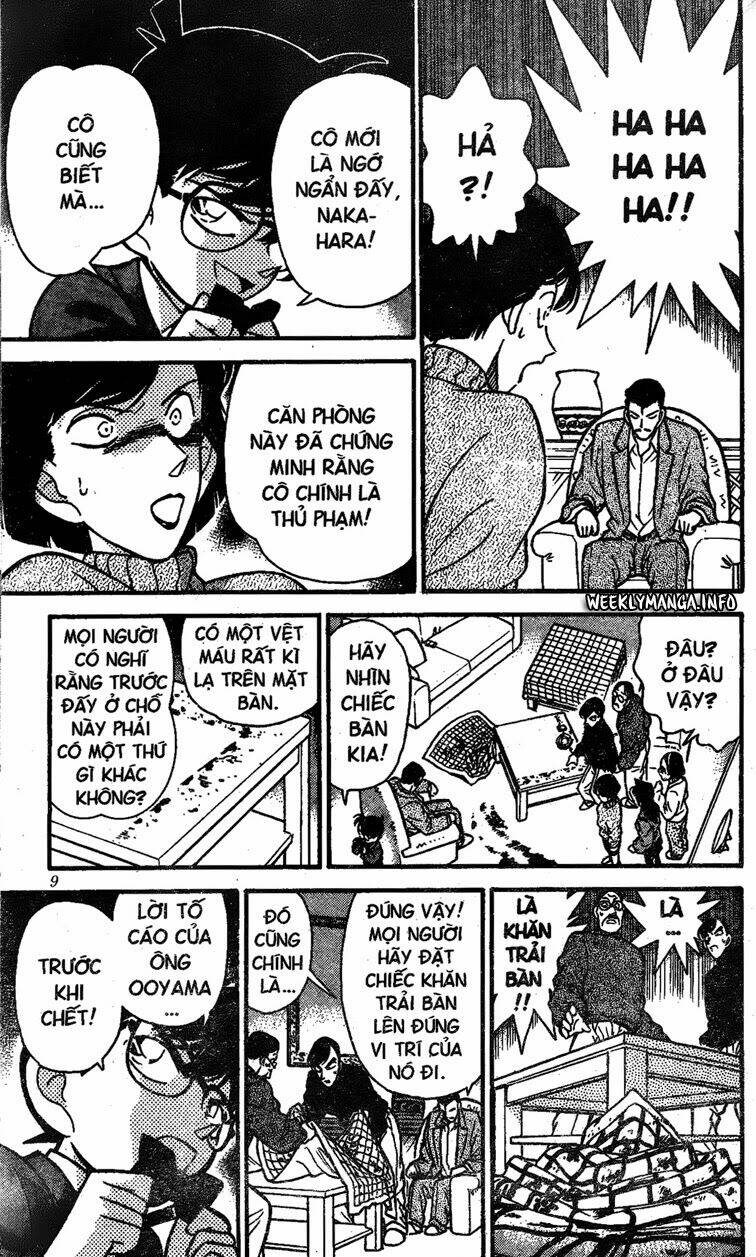 HA HA
HA HA
HA!!
HẢ
?!
CÔ MỚI
LÀ NGỚ
NGẨN ĐẤY,
NAKA-
HARA!
CÔ
CŨNG
BIẾT
MÀ...
CĂN PHÒNG
NÀY ĐÃ CHỨNG
MINH RẰNG
CÔ CHÍNH LÀ
THỦ PHẠM!
WEEKLYMANGA.INFO
ĐÂU?
Ở ĐÂU
VẬY?
HÃY
NHÌN
CHIẾC
BÀN
KIA!
CÓ MỘT VỆT
MÁU RẤT KÌ
LẠ TRÊN MẶT
BÀN.
MỌI NGƯỜI
CÓ NGHĨ
RẰNG TRƯỚC
ĐẤY Ở CHỖ
NÀY PHẢI
CÓ MỘT THỨ
GÌ KHÁC
KHÔNG?
9
LÀ
...
LÀ
KHĂN
TRẢI
BÀN
!!
ĐÚNG VẬY!
MỌI NGƯỜI
HÃY ĐẶT
CHIẾC KHĂN
TRẢI BÀN
LÊN ĐÚNG
VỊ TRÍ CỦA
NÓ ĐI.
ĐÓ
CŨNG
CHÍNH
LÀ...
LỜI TỐ
CÁO CỦA
ÔNG
OOYAMA
...
TRƯỚC
KHI
CHẾT!